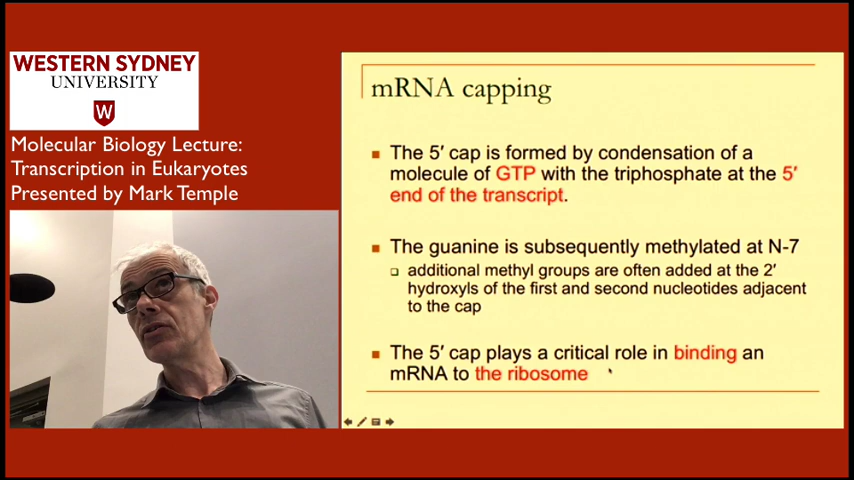 WESTERN SYDNEY
UNIVERSITY
W
Molecular Biology Lecture:
Transcription in Eukaryotes
Presented by Mark Temple
mRNA capping
The 5′ cap is formed by condensation of a
molecule of GTP with the triphosphate at the 5′
end of the transcript.
The guanine is subsequently methylated at N-7
additional methyl groups are often added at the 2′
hydroxyls of the first and second nucleotides adjacent
to the cap
The 5′ cap plays a critical role in binding an
mRNA to the ribosome